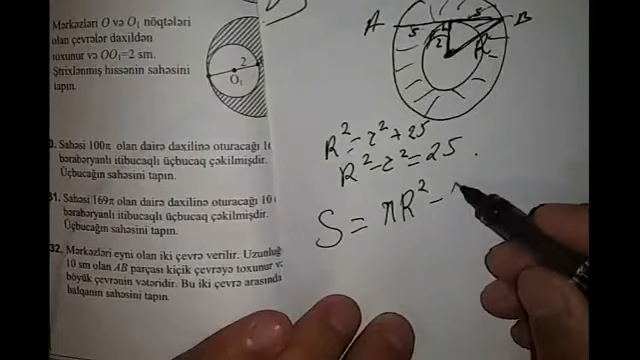 Mərkəzləri O və O₁ nöqtələri
olan çevrələr daxildən
toxunur və OO₁=2 sm.
Ştrixlənmiş hissənin sahəsini
tapın.
2
O₁
Sahəsi 100π olan dairə daxilinə oturacağı
bərabəryanlı itibucaqlı üçbucaq çəkilmişdir.
Üçbucağın sahəsini tapın.
31. Sahəsi 169π olan dairə daxilinə oturacağı 10
bərabəryanlı itibucaqlı üçbucaq çəkilmişdir.
Üçbucağın sahəsini tapın.
32. Mərkəzləri eyni olan iki çevrə verilir. Uzunluğ
10 sm olan AB parçası kiçik çevrəyə toxunur v
böyük çevrənin vətəridir. Bu iki çevrə arasında
halqanın sahəsini tapın.
A 5 5 B
r R
R² = r² + 25
R² - r² = 25.
S = πR² -